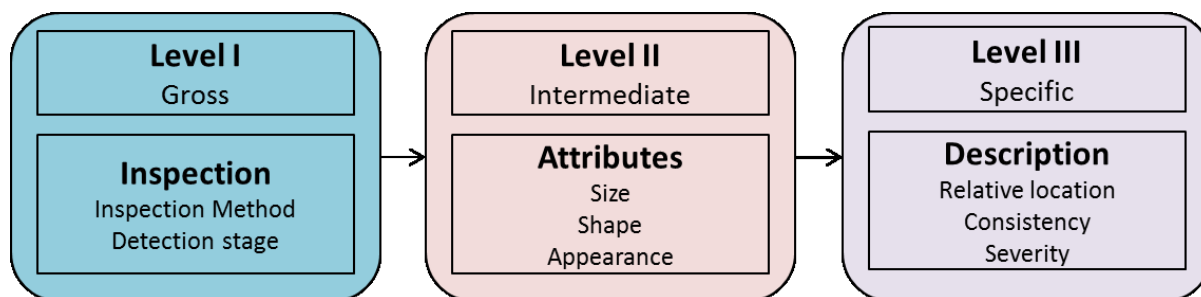 Level I
Gross
Inspection
Inspection Method
Detection stage
Level II
Intermediate
Attributes
Size
Shape
Appearance
Level III
Specific
Description
Relative location
Consistency
Severity